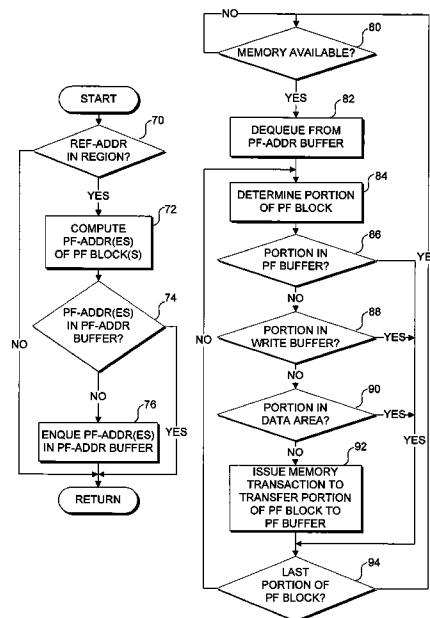 START
70
REF-ADDR
IN REGION?
YES
72
COMPUTE
PF-ADDR(ES)
OF PF BLOCK(S)
74
PF-ADDR(ES)
IN PF-ADDR
BUFFER?
NO
NO
76
YES
ENQUE PF-ADDR(ES)
IN PF-ADDR BUFFER
RETURN
NO
80
MEMORY AVAILABLE?
YES
82
DEQUEUE FROM
PF-ADDR BUFFER
84
DETERMINE PORTION
OF PF BLOCK
86
PORTION IN
PF BUFFER?
NO
88
NO
PORTION IN
WRITE BUFFER?
YES
NO
90
PORTION IN
DATA AREA?
YES
YES
NO
92
ISSUE MEMORY
TRANSACTION TO
TRANSFER PORTION
OF PF BLOCK TO
PF BUFFER
94
LAST
PORTION OF
PF BLOCK?